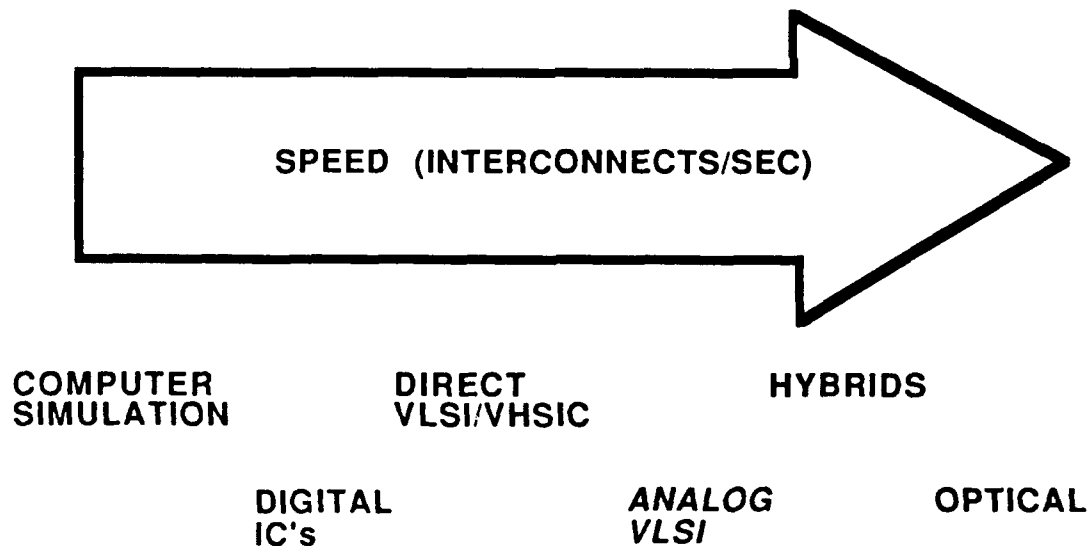 SPEED (INTERCONNECTS/SEC)
COMPUTER
SIMULATION
DIRECT
VLSI/VHSIC
HYBRIDS
DIGITAL
IC's
ANALOG
VLSI
OPTICAL